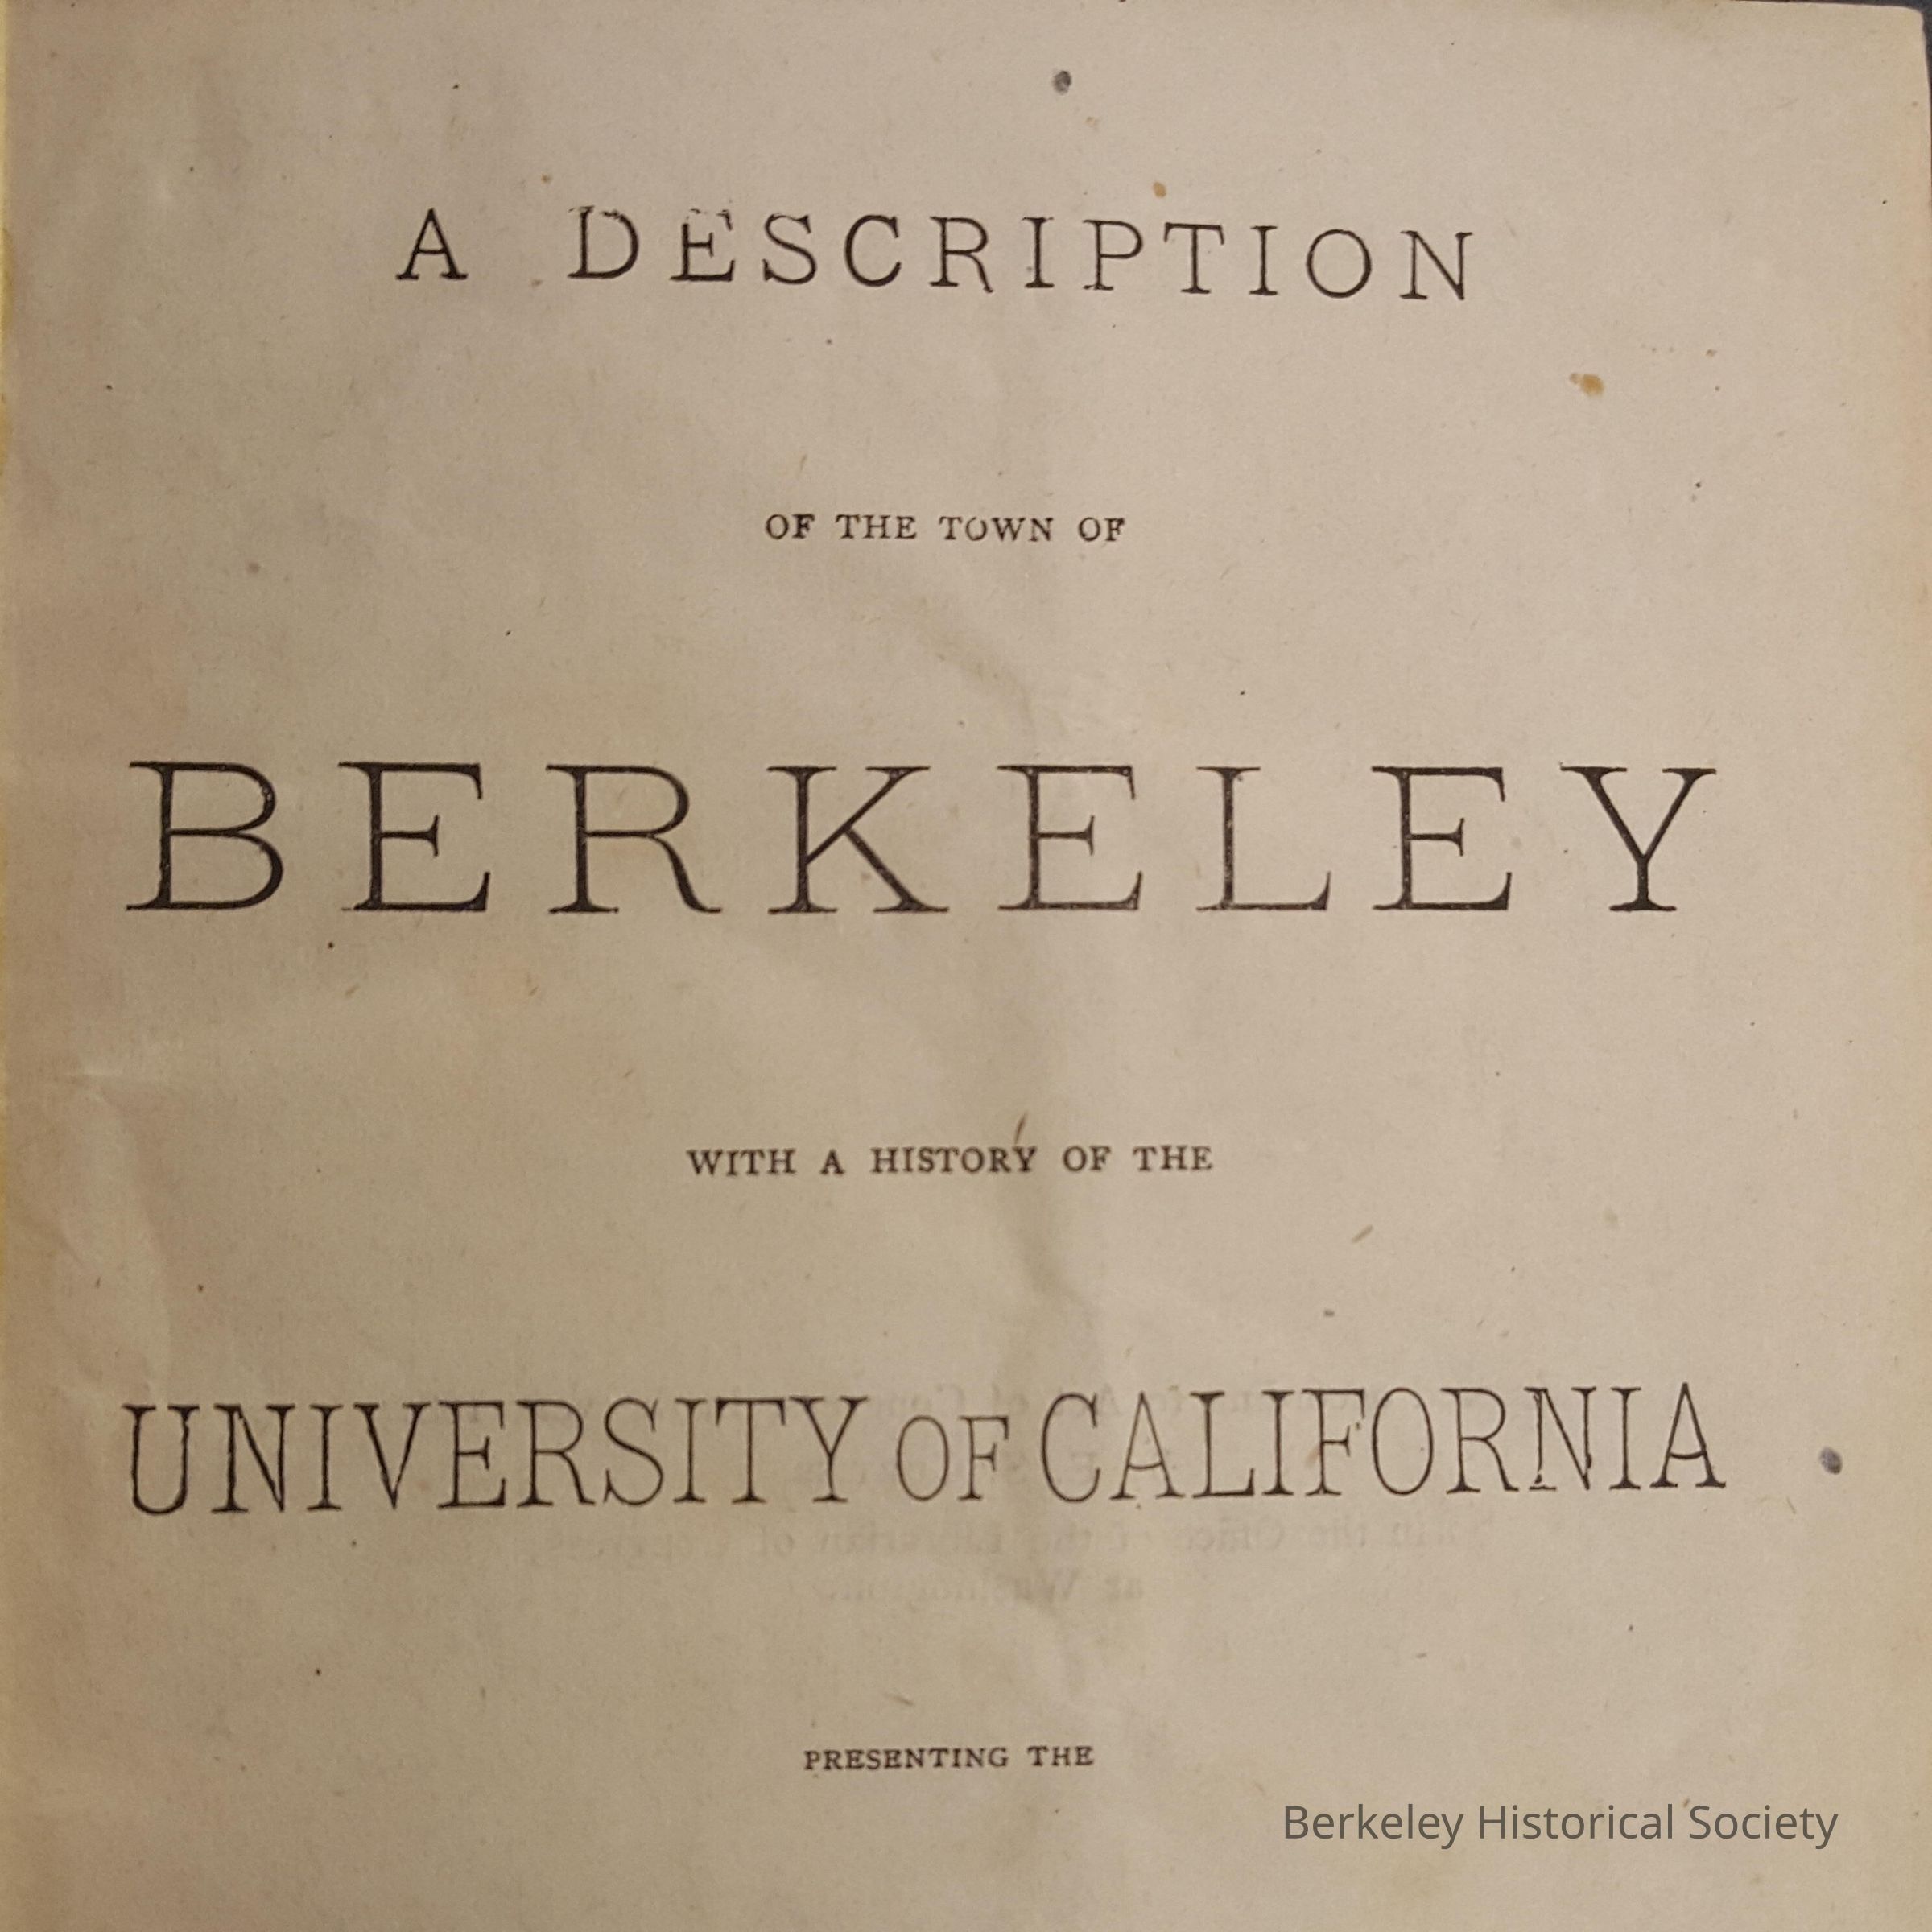 A DESCRIPTION
OF THE TOWN OF
BERKELEY
WITH A HISTORY OF THE
UNIVERSITY OF CALIFORNIA
PRESENTING THE
Berkeley Historical Society